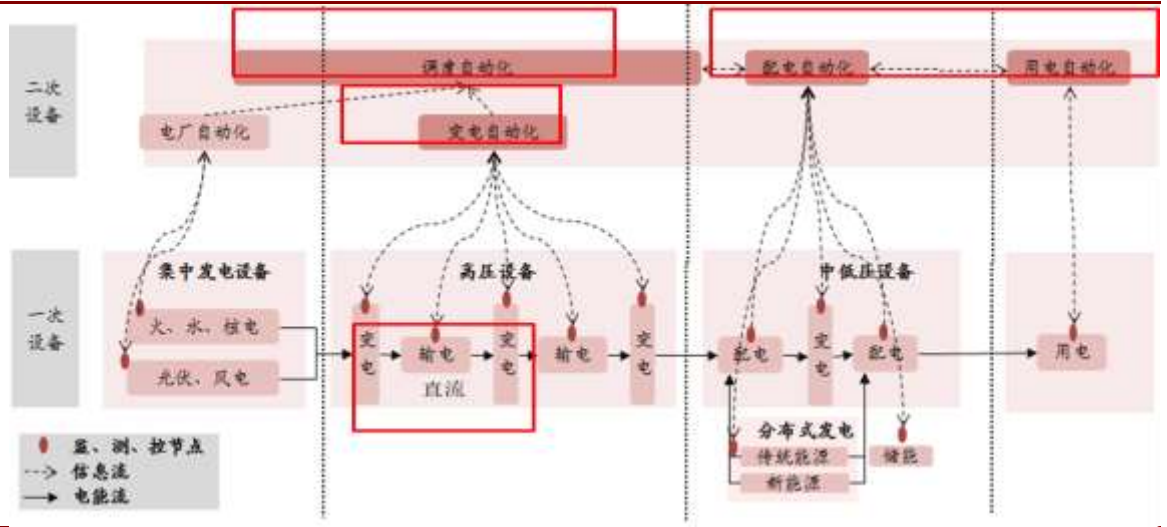 二次
设备
调度自动化
配电自动化
用电自动化
电厂自动化
变电自动化
一次
设备
集中发电设备
高压设备
中低压设备
火、水、核电
光伏、风电
变电
输电
直流
变电
输电
变电
配电
变电
配电
用电
分布式发电
传统能源
新能源
储能
监、测、控节点
信息流
电能流